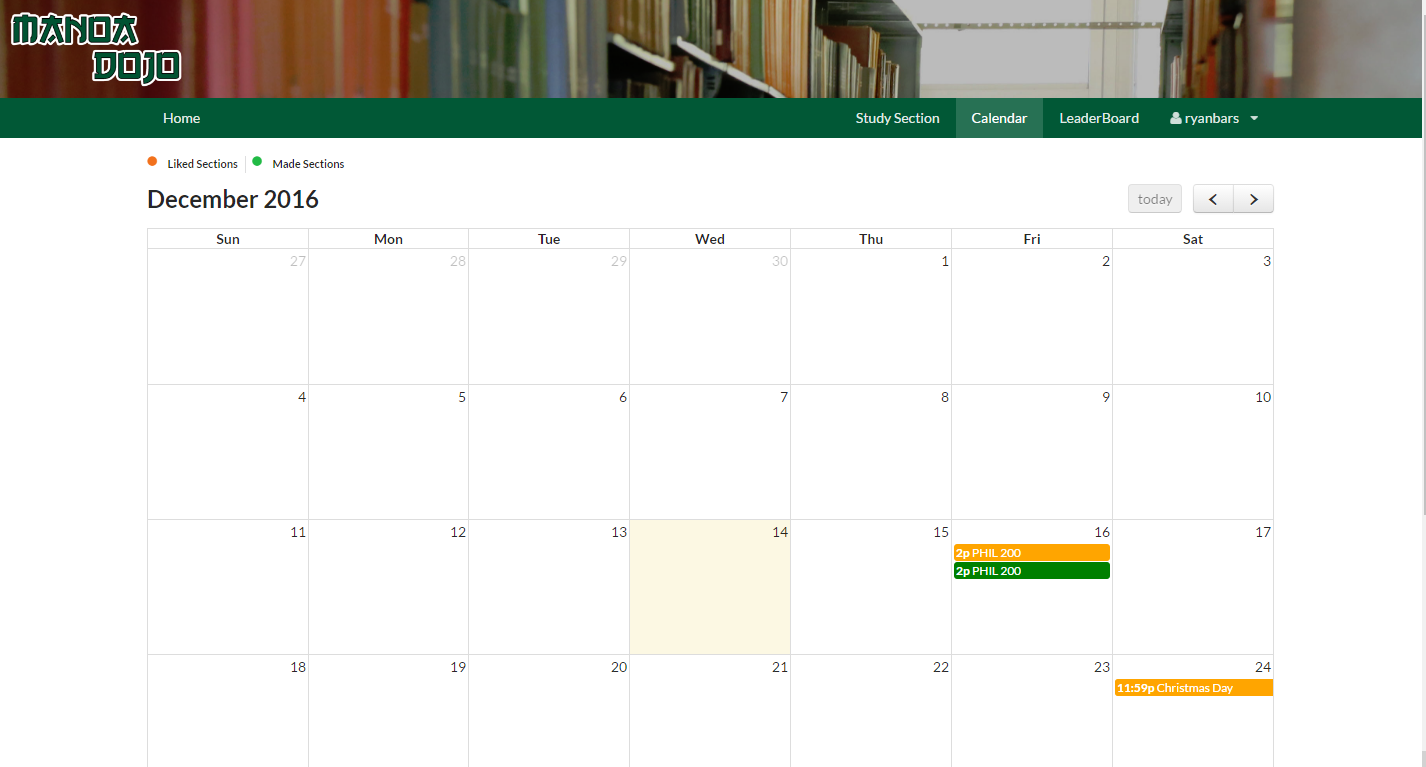 MANOA
DOJO
Home Study Section Calendar LeaderBoard ryanbars
Liked Sections Made Sections
December 2016 today
Sun Mon Tue Wed Thu Fri Sat
27 28 29 30 1 2 3
4 5 6 7 8 9 10
11 12 13 14 15 16 17
2p PHIL 200
2p PHIL 200
18 19 20 21 22 23 24
11:59p Christmas Day